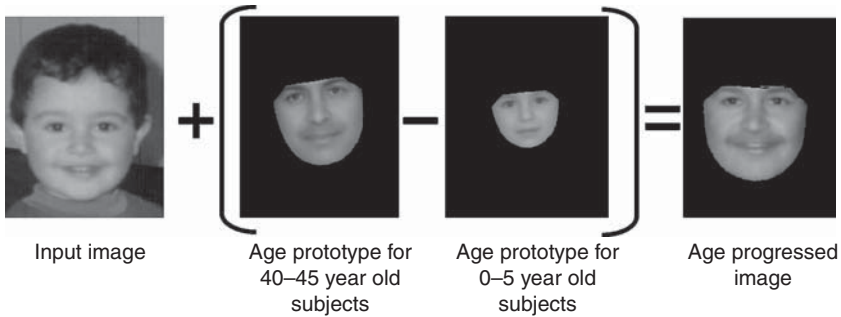 Input image
Age prototype for
40–45 year old
subjects
Age prototype for
0–5 year old
subjects
Age progressed
image